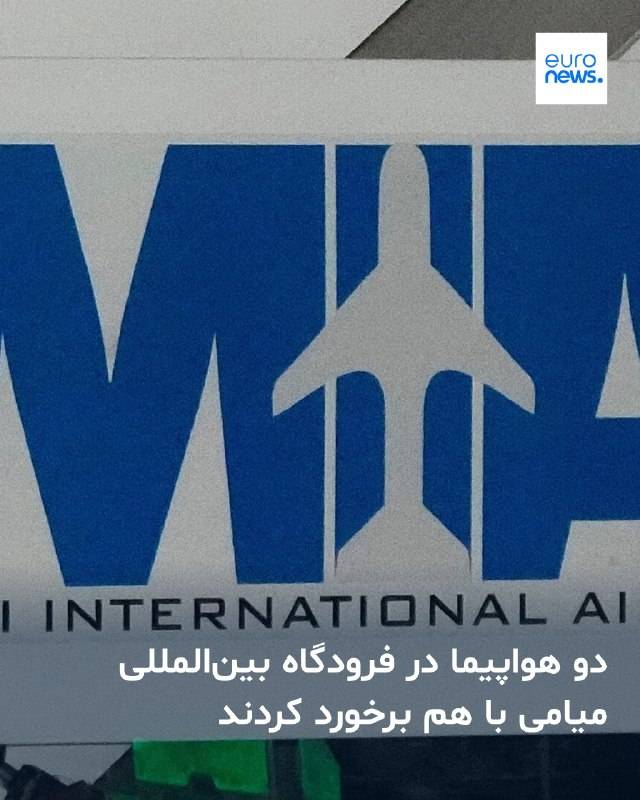 euro
news.
MIA
I INTERNATIONAL AI
دو هواپیما در فرودگاه بین‌المللی
میامی با هم برخورد کردند